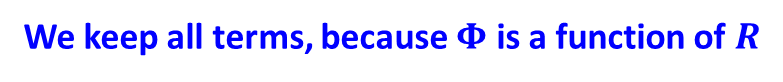 We keep all terms, because Φ is a function of R